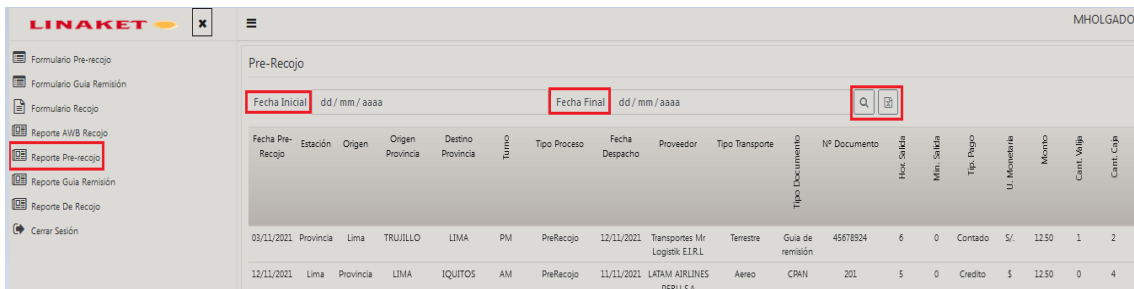 LINAKET
x
MHOLGADO
Formulario Pre-recojo
Formulario Guía Remisión
Formulario Recojo
Reporte AWB Recojo
Reporte Pre-recojo
Reporte Guia Remisión
Reporte De Recojo
Cerrar Sesión
Pre-Recojo
Fecha Inicial dd / mm / aaaa Fecha Final dd / mm / aaaa
Fecha Pre-Recojo Estación Origen Origen Provincia Destino Provincia Turno Tipo Proceso Fecha Despacho Proveedor Tipo Transporte Tipo Documento Nº Documento Hor. Salida Min. Salida Tip. Pago U. Monetaria Monto Cant. Valija Cant. Caja
03/11/2021 Provincia Lima TRUJILLO LIMA PM PreRecojo 12/11/2021 Transportes Mr Logistik E.I.R.L Terrestre Guia de remisión 45678924 6 0 Contado S/. 12.50 1 2
12/11/2021 Lima Provincia LIMA IQUITOS AM PreRecojo 11/11/2021 LATAM AIRLINES PERU S.A Aereo CPAN 201 5 0 Credito $ 12.50 0 4